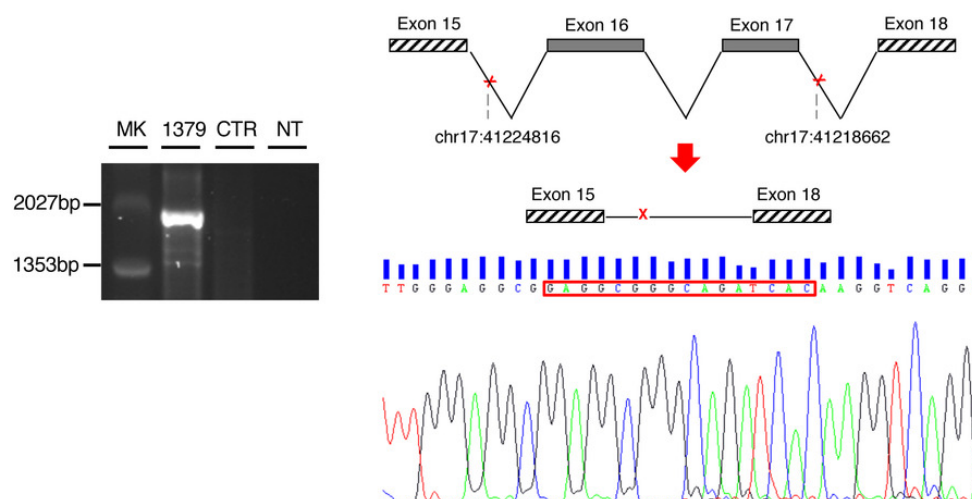 Exon 15 Exon 16 Exon 17 Exon 18
chr17:41224816 chr17:41218662
MK 1379 CTR NT
2027bp
1353bp
Exon 15 Exon 18
X
T T G G G A G G C G G A G G C G G G C A G A T C A C A A G G T C A G G